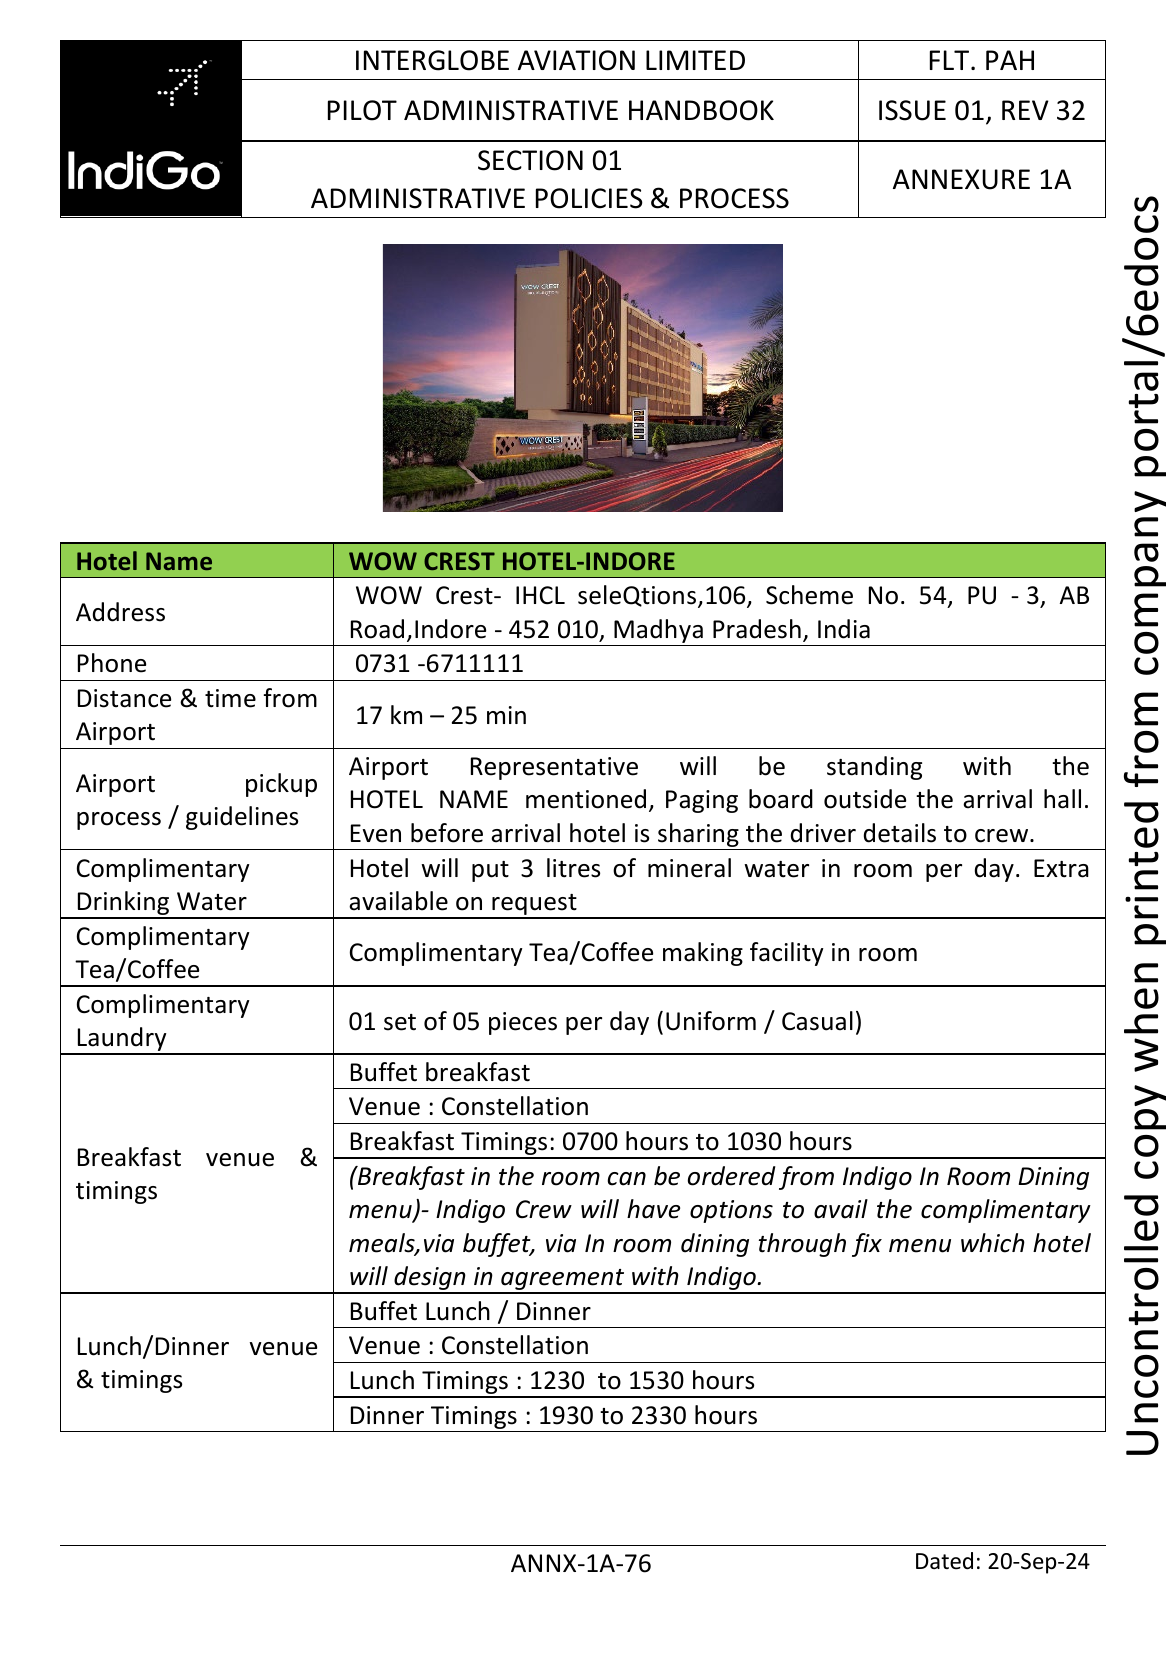 IndiGo
INTERGLOBE AVIATION LIMITED
FLT. PAH
PILOT ADMINISTRATIVE HANDBOOK
ISSUE 01, REV 32
SECTION 01
ADMINISTRATIVE POLICIES & PROCESS
ANNEXURE 1A
WOW CREST
WOW CREST
Hotel Name
WOW CREST HOTEL-INDORE
Address
WOW Crest- IHCL seleQtions,106, Scheme No. 54, PU - 3, AB
Road,Indore - 452 010, Madhya Pradesh, India
Phone
0731 -6711111
Distance & time from
Airport
17 km – 25 min
Airport pickup
process / guidelines
Airport Representative will be standing with the
HOTEL NAME mentioned, Paging board outside the arrival hall.
Even before arrival hotel is sharing the driver details to crew.
Complimentary
Drinking Water
Hotel will put 3 litres of mineral water in room per day. Extra
available on request
Complimentary
Tea/Coffee
Complimentary Tea/Coffee making facility in room
Complimentary
Laundry
01 set of 05 pieces per day (Uniform / Casual)
Breakfast venue &
timings
Buffet breakfast
Venue : Constellation
Breakfast Timings: 0700 hours to 1030 hours
(Breakfast in the room can be ordered from Indigo In Room Dining
menu)- Indigo Crew will have options to avail the complimentary
meals,via buffet, via In room dining through fix menu which hotel
will design in agreement with Indigo.
Lunch/Dinner venue
& timings
Buffet Lunch / Dinner
Venue : Constellation
Lunch Timings : 1230 to 1530 hours
Dinner Timings : 1930 to 2330 hours
ANNX-1A-76
Dated: 20-Sep-24
Uncontrolled copy when printed from company portal/6edocs